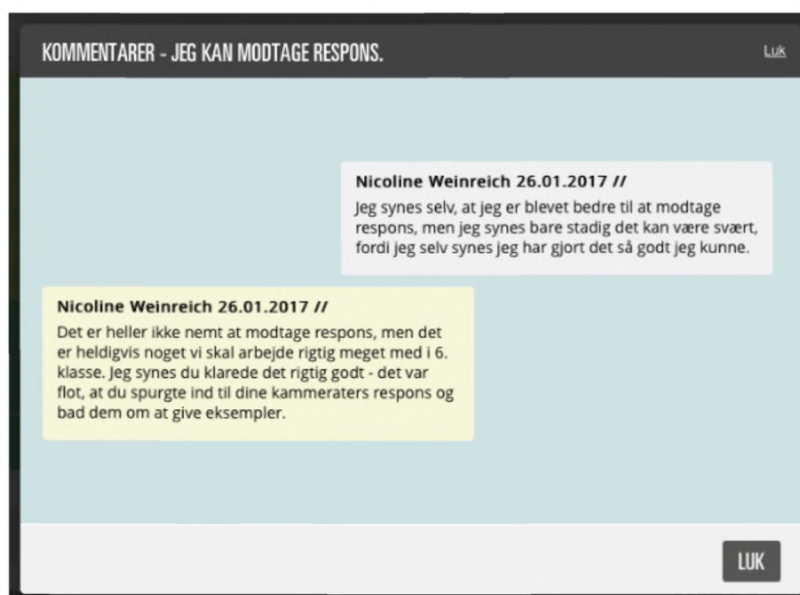 KOMMENTARER - JEG KAN MODTAGE RESPONS.
Luk
Nicoline Weinreich 26.01.2017 //
Jeg synes selv, at jeg er blevet bedre til at modtage
respons, men jeg synes bare stadig det kan være svært,
fordi jeg selv synes jeg har gjort det så godt jeg kunne.
Nicoline Weinreich 26.01.2017 //
Det er heller ikke nemt at modtage respons, men det
er heldigvis noget vi skal arbejde rigtig meget med i 6.
klasse. Jeg synes du klarede det rigtig godt - det var
flot, at du spurgte ind til dine kammeraters respons og
bad dem om at give eksempler.
LUK